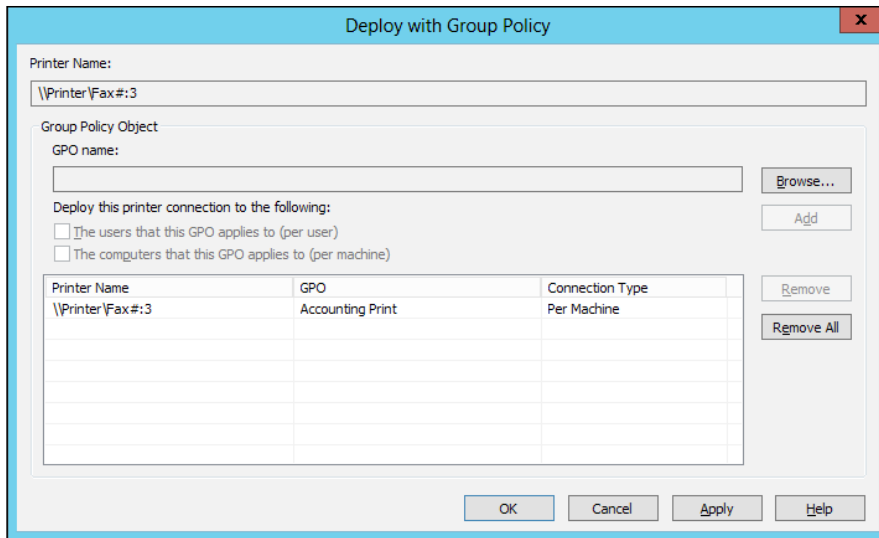 Deploy with Group Policy
x
Printer Name:
\\Printer\Fax#:3
Group Policy Object
GPO name:
Browse...
Deploy this printer connection to the following:
Add
The users that this GPO applies to (per user)
The computers that this GPO applies to (per machine)
Printer Name GPO Connection Type
Remove
\\Printer\Fax#:3 Accounting Print Per Machine
Remove All
OK Cancel Apply Help